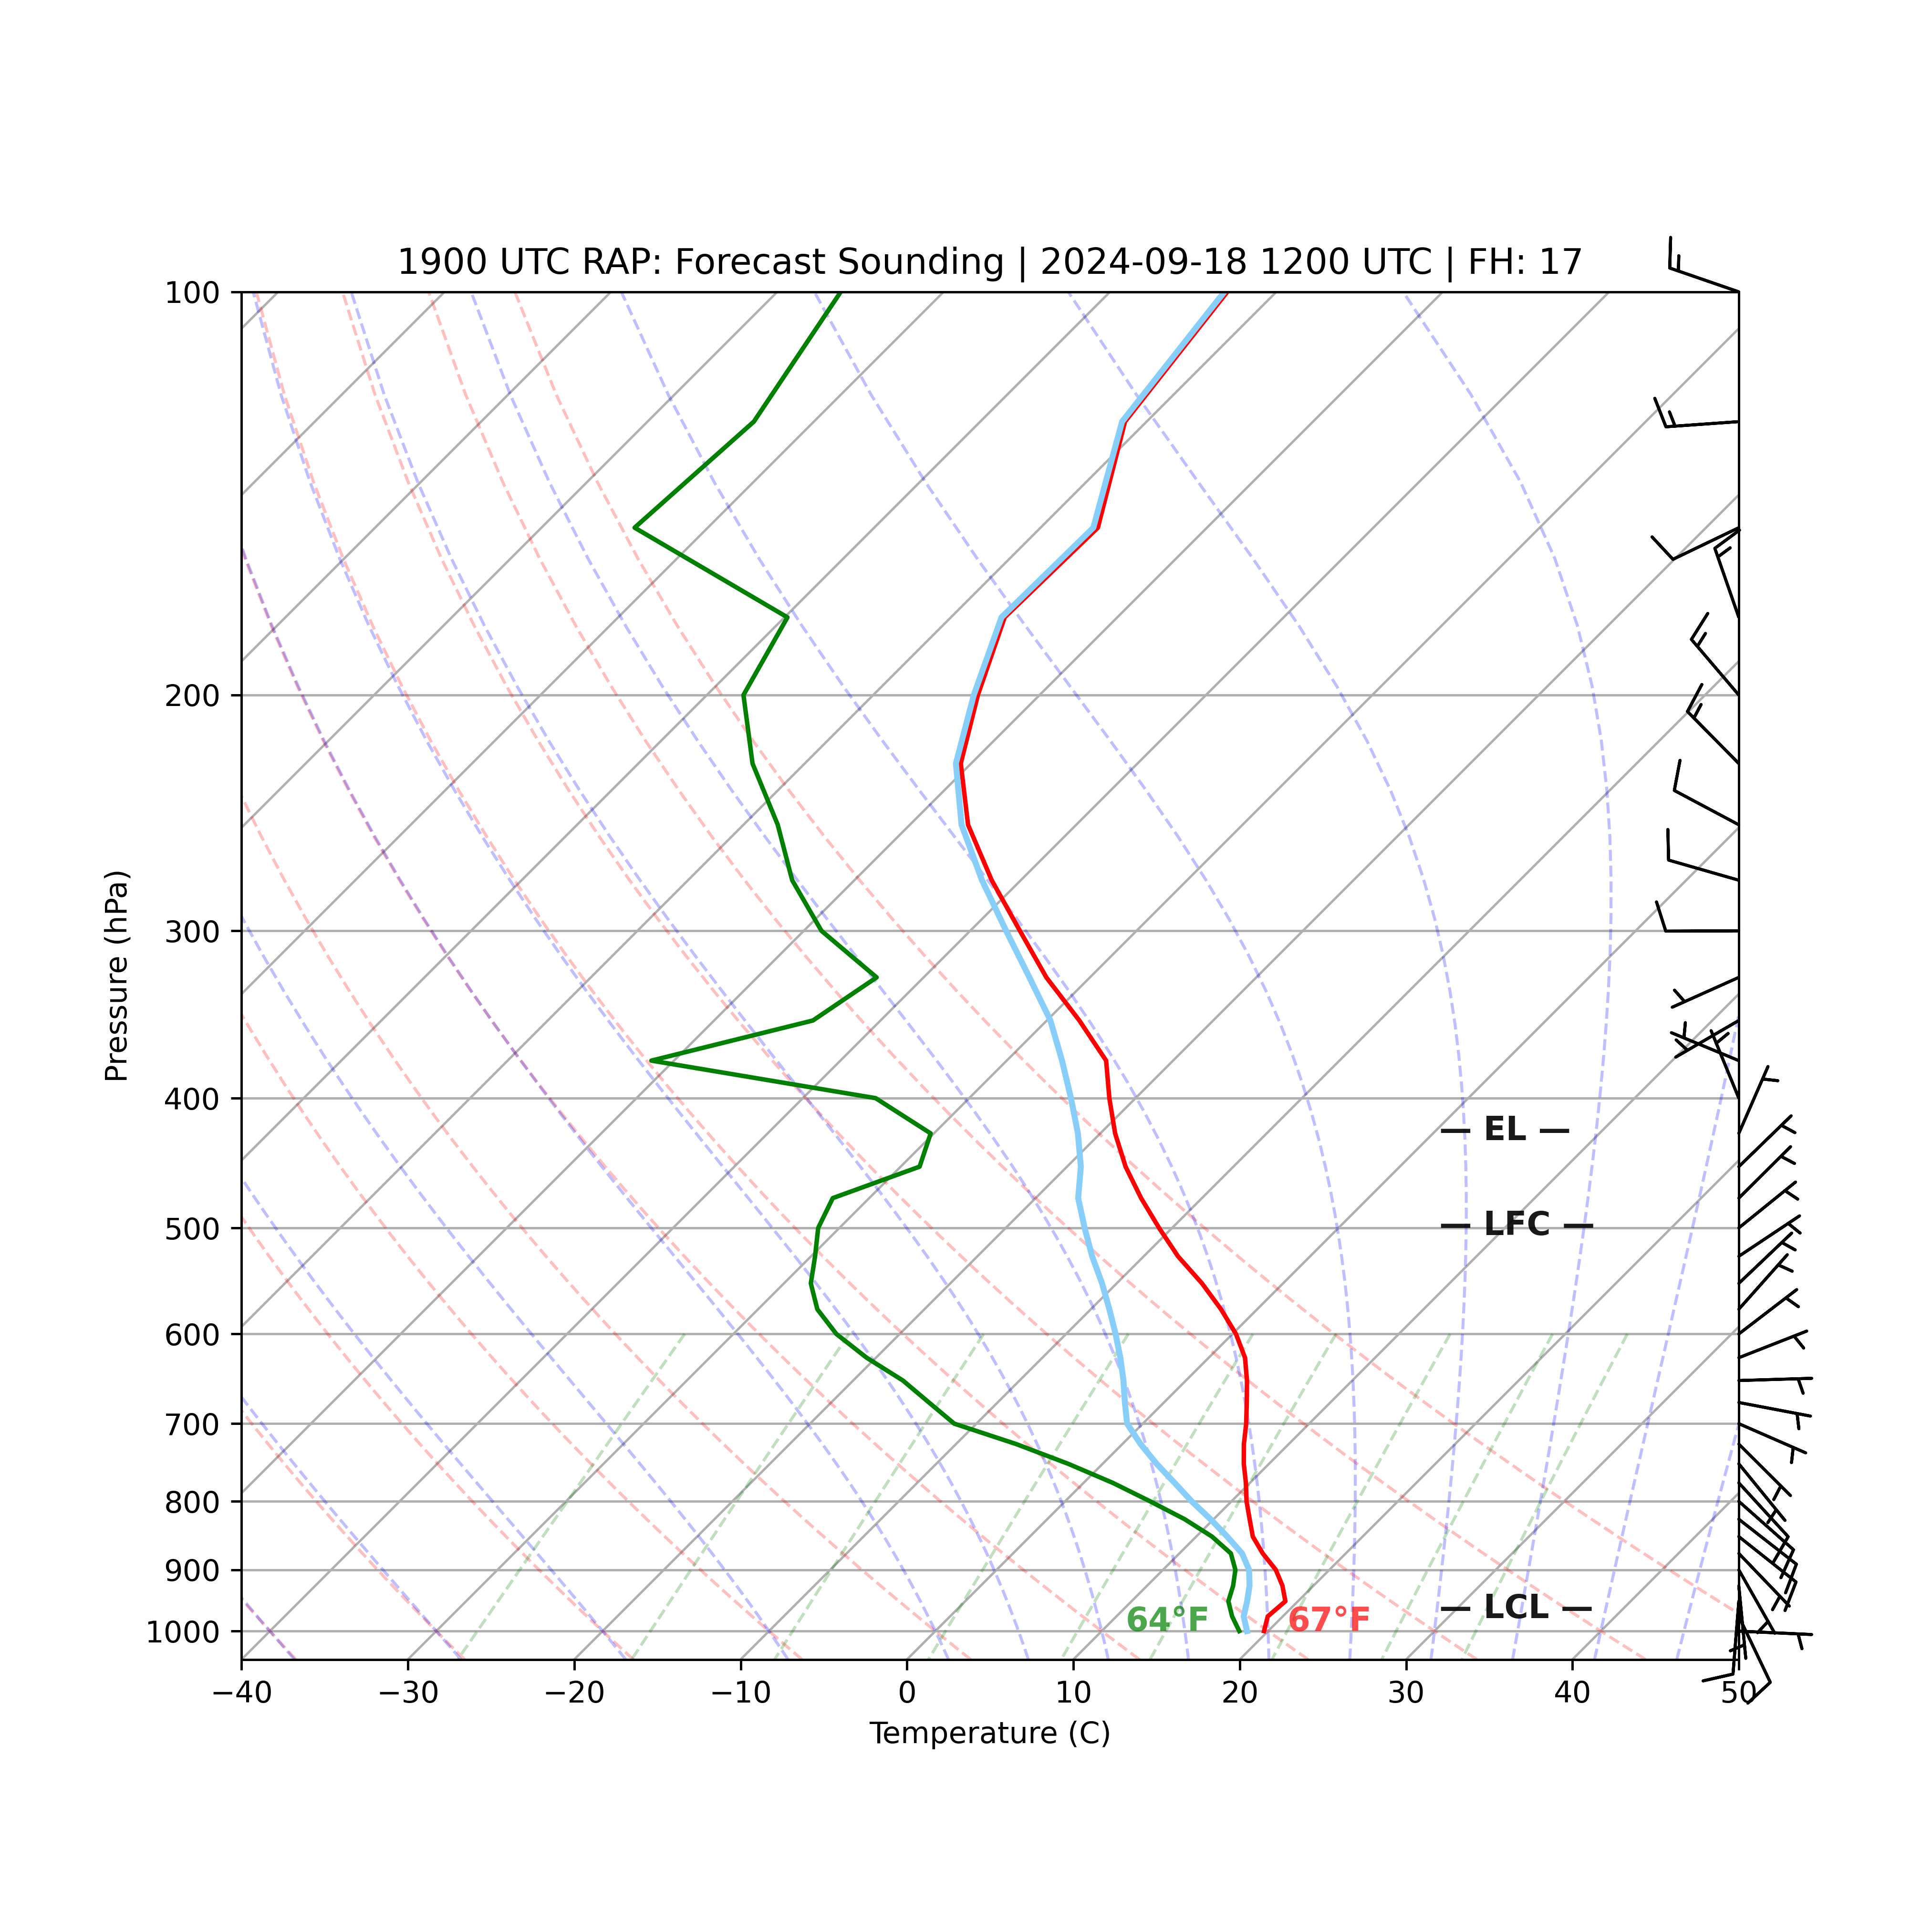 1900 UTC RAP: Forecast Sounding | 2024-09-18 1200 UTC | FH: 17
100
200
300
400
500
600
700
800
900
1000
Pressure (hPa)
— EL —
— LFC —
— LCL —
64°F
67°F
−40 −30 −20 −10 0 10 20 30 40 50
Temperature (C)